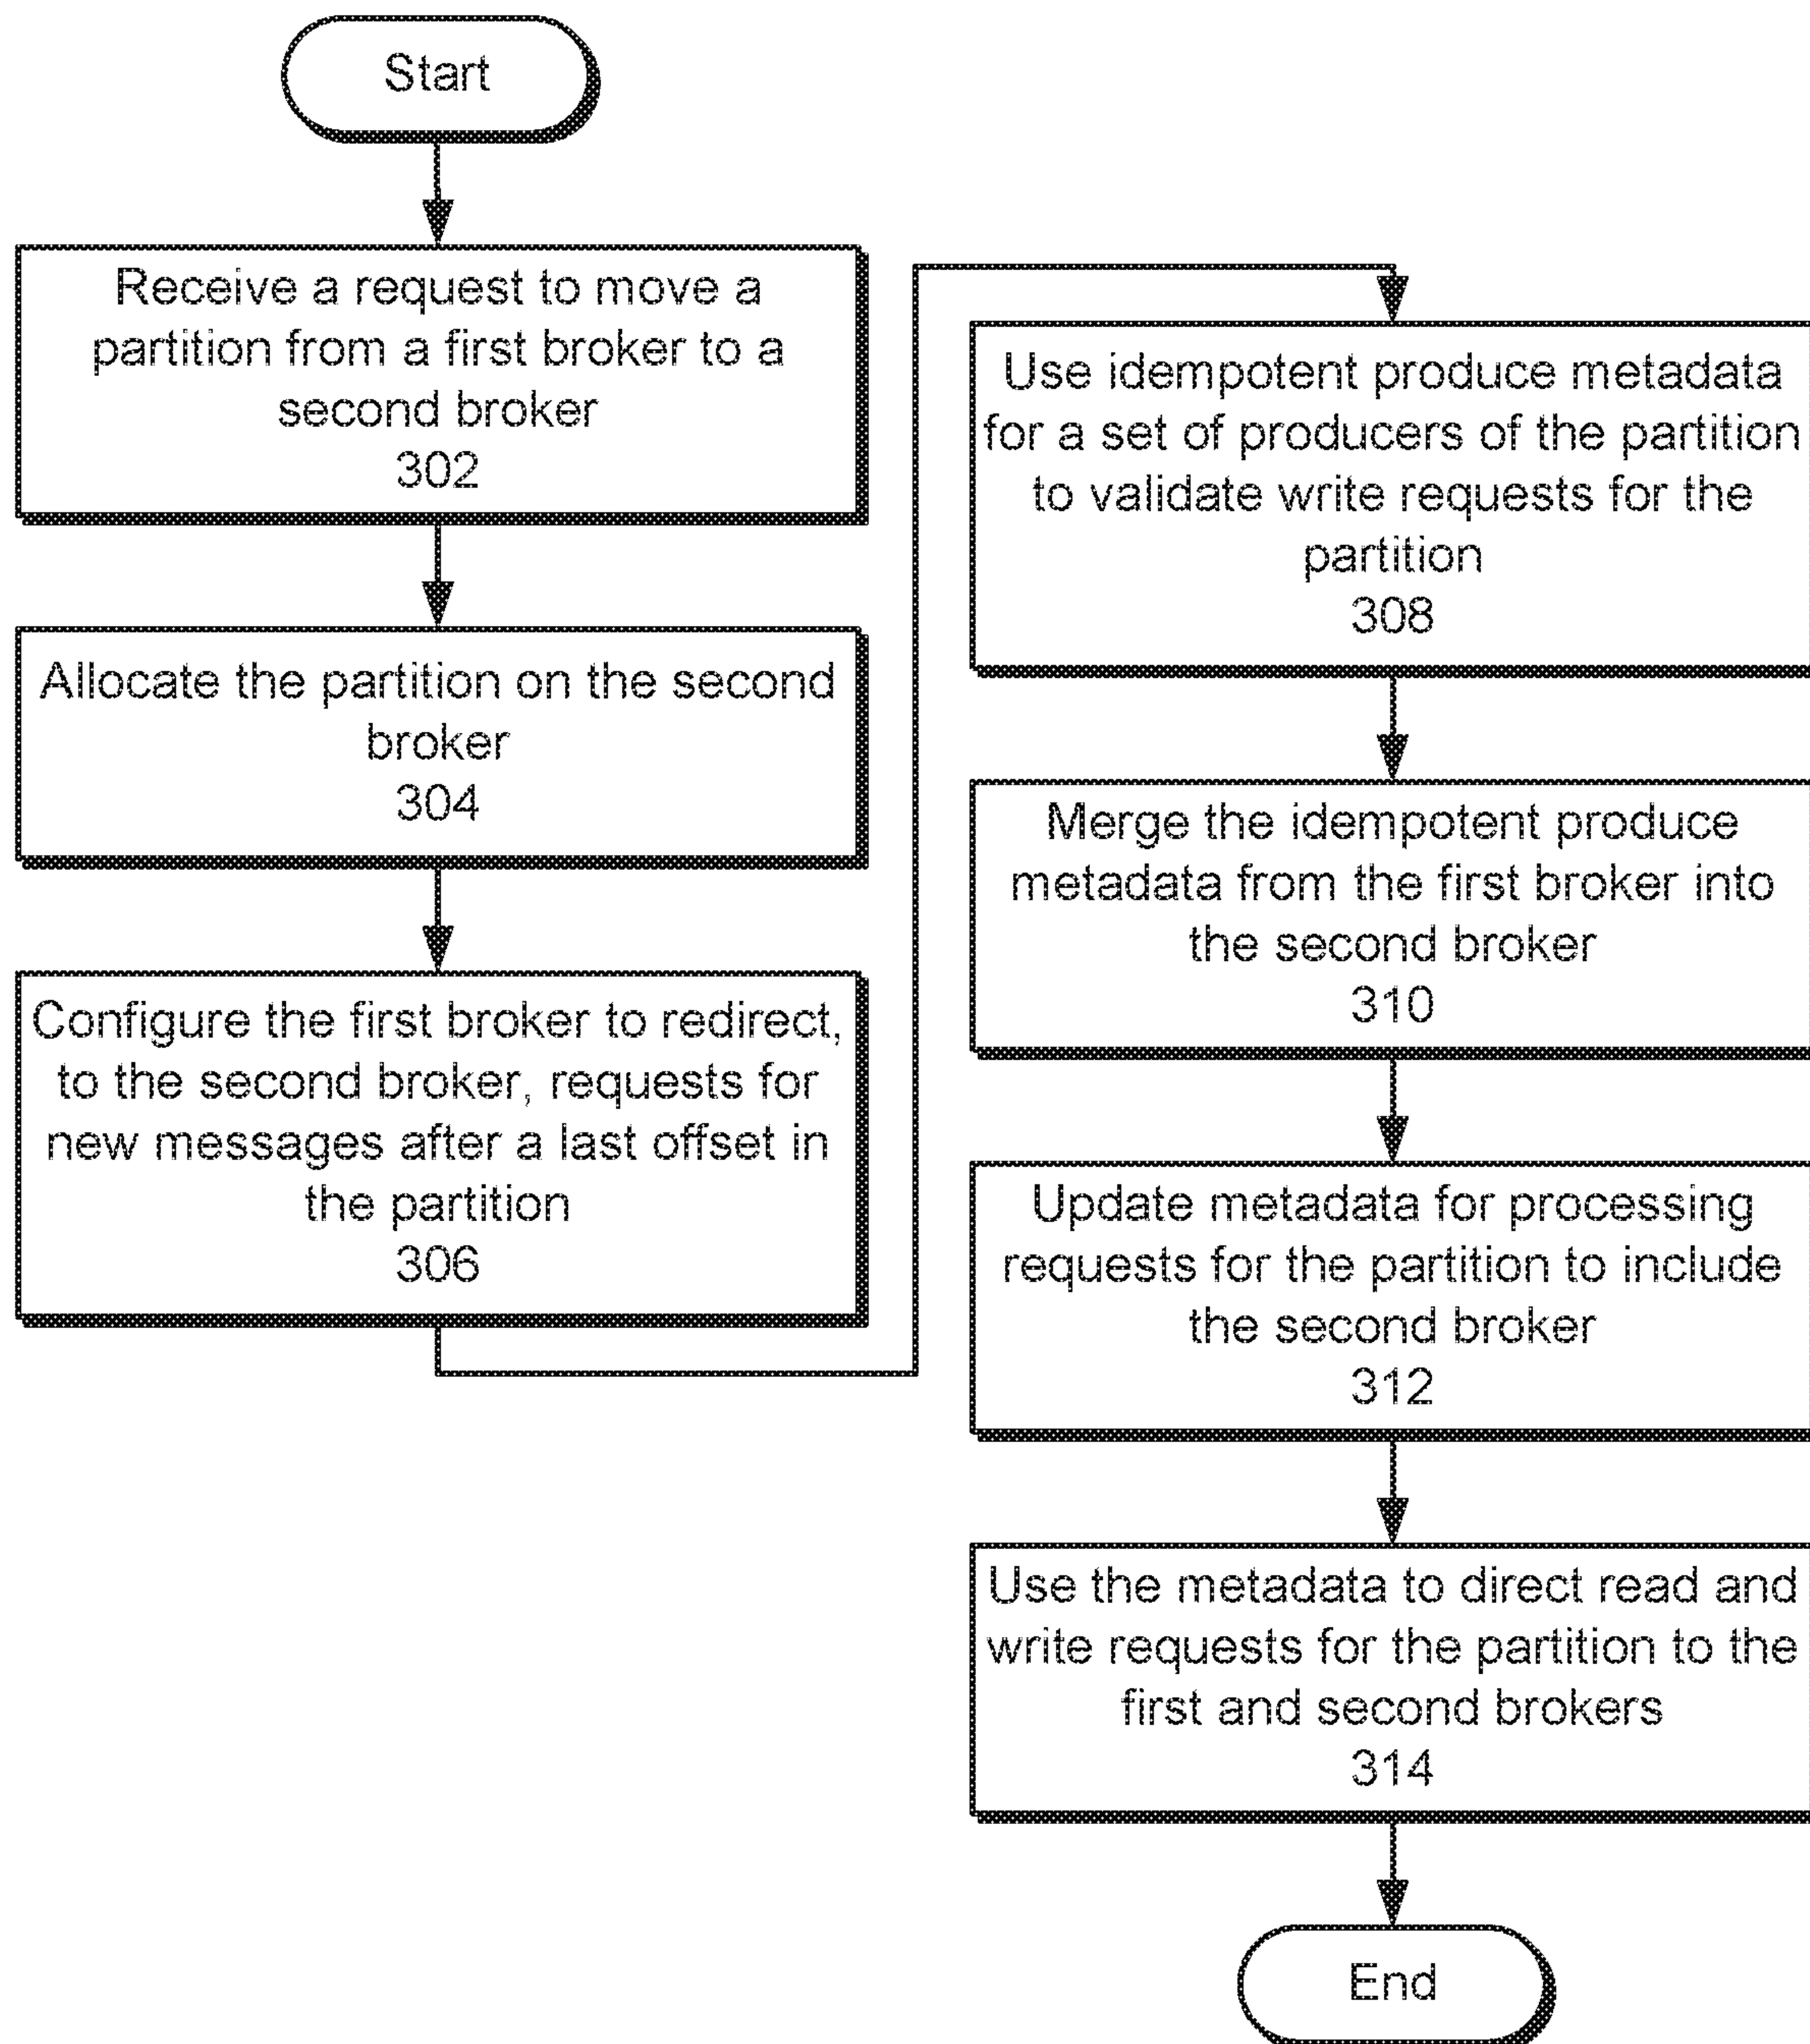 Start
Receive a request to move a
partition from a first broker to a
second broker
302
Allocate the partition on the second
broker
304
Configure the first broker to redirect,
to the second broker, requests for
new messages after a last offset in
the partition
306
Use idempotent produce metadata
for a set of producers of the partition
to validate write requests for the
partition
308
Merge the idempotent produce
metadata from the first broker into
the second broker
310
Update metadata for processing
requests for the partition to include
the second broker
312
Use the metadata to direct read and
write requests for the partition to the
first and second brokers
314
End